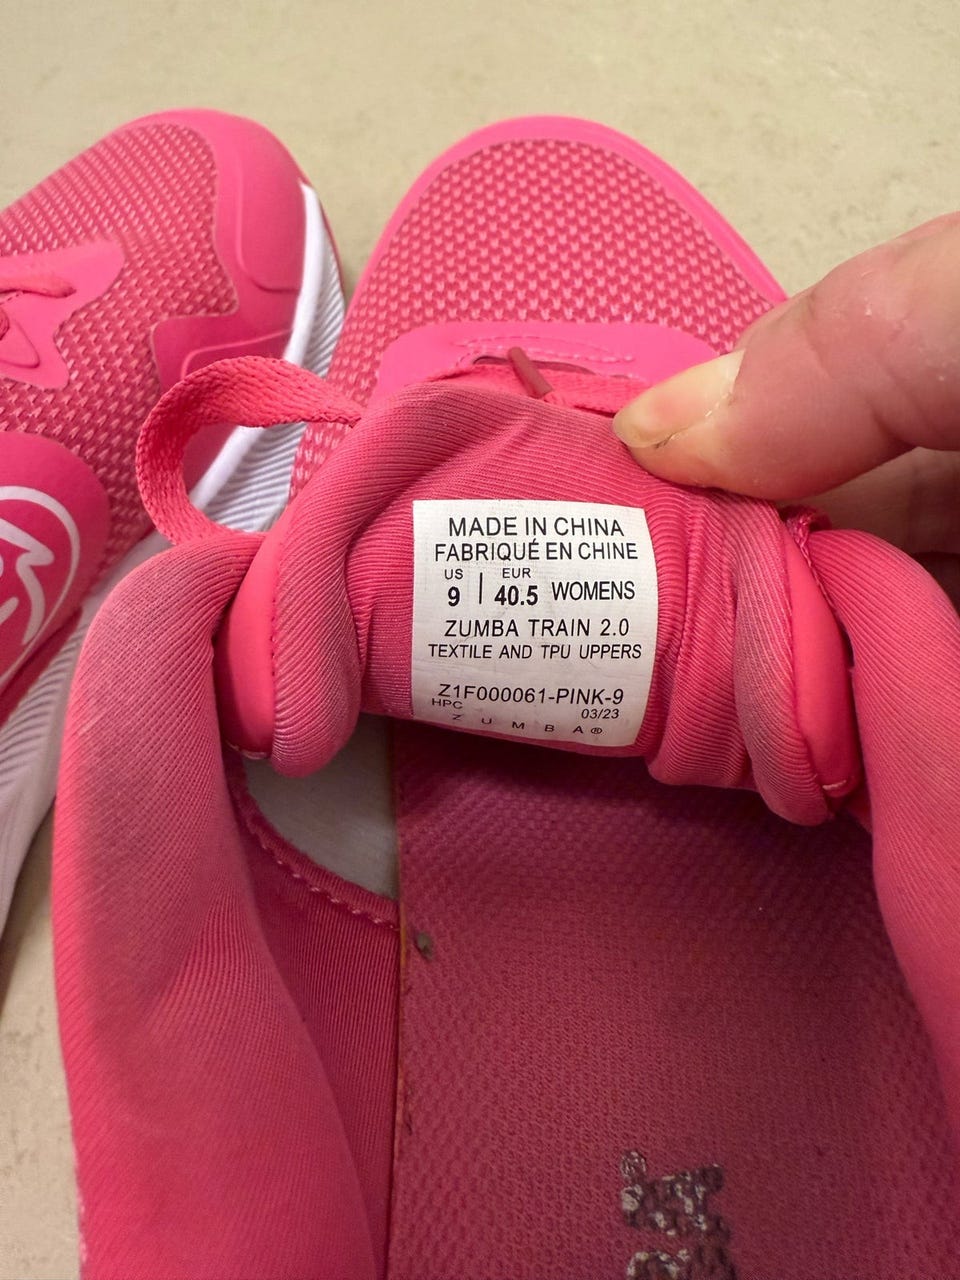 MADE IN CHINA
FABRIQUÉ EN CHINE
US EUR
9 | 40.5 WOMENS
ZUMBA TRAIN 2.0
TEXTILE AND TPU UPPERS
Z1F000061-PINK-9
HPC 03/23
ZUMBA®